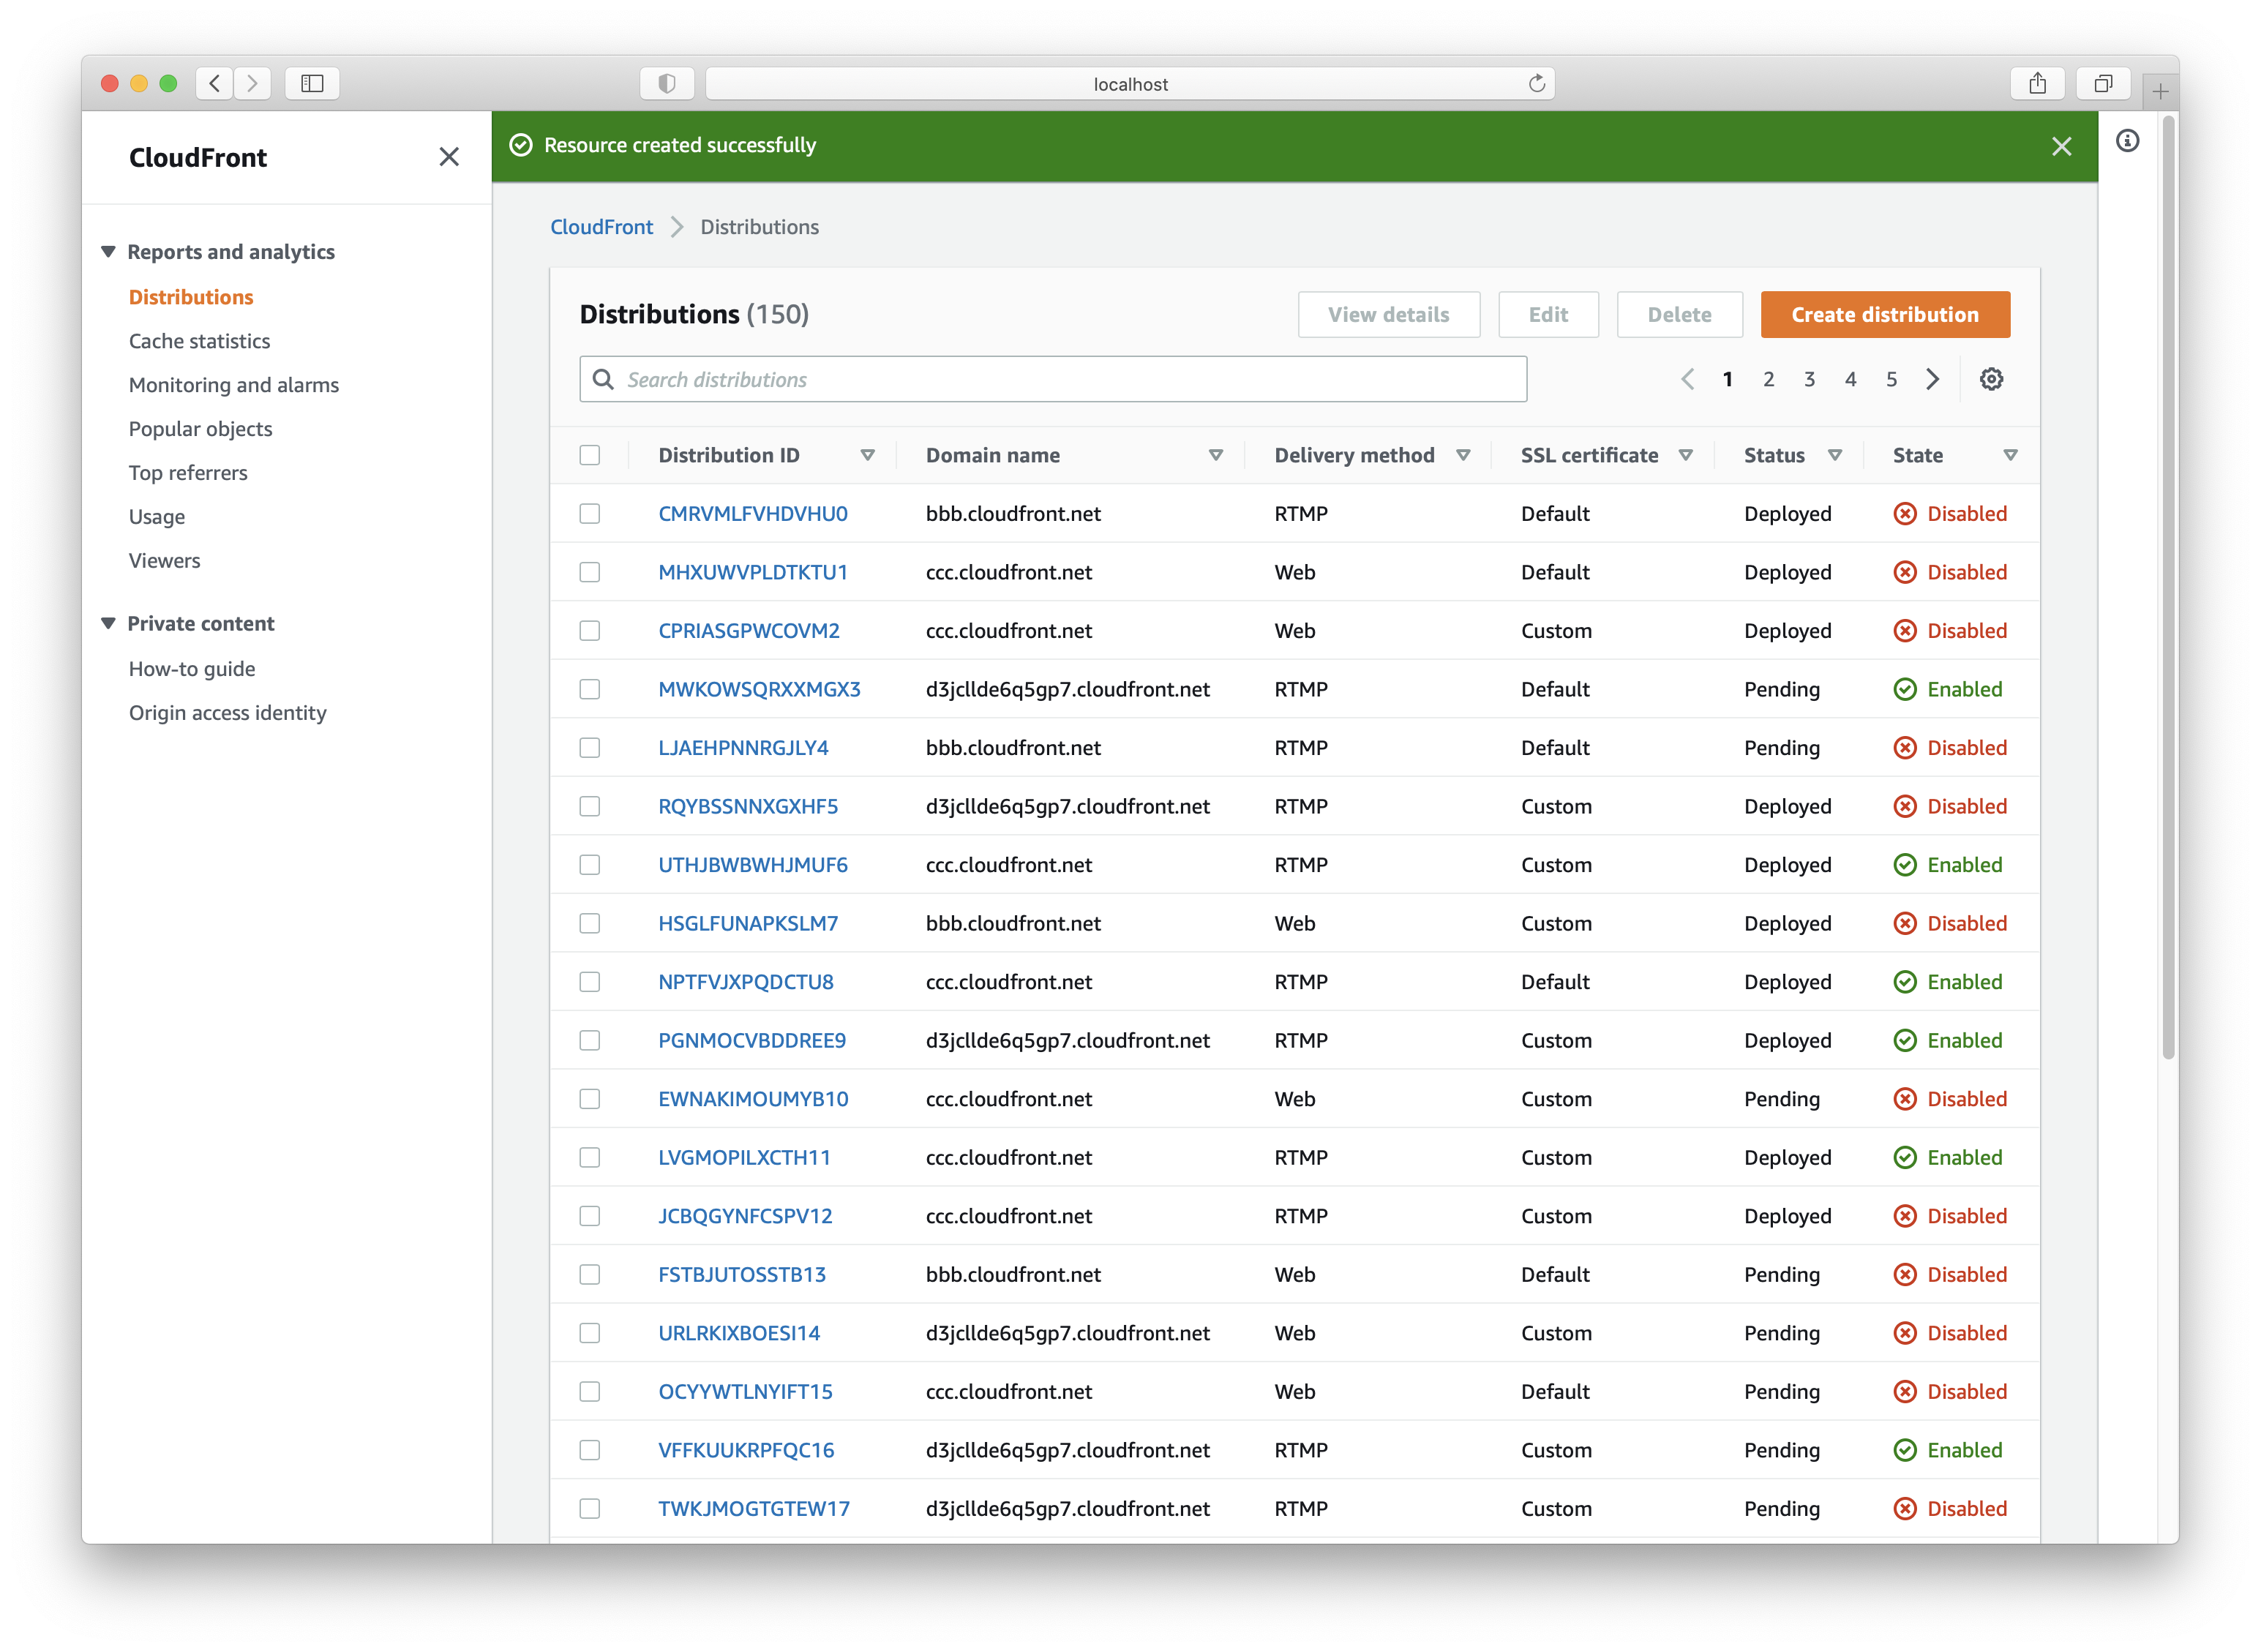 localhost
CloudFront
Resource created successfully
Reports and analytics
Distributions
Cache statistics
Monitoring and alarms
Popular objects
Top referrers
Usage
Viewers
Private content
How-to guide
Origin access identity
CloudFront Distributions
Distributions (150) View details Edit Delete Create distribution
Search distributions 1 2 3 4 5
Distribution ID Domain name Delivery method SSL certificate Status State
CMRVMLFVHDVHU0 bbb.cloudfront.net RTMP Default Deployed Disabled
MHXUWVPLDTKTU1 ccc.cloudfront.net Web Default Deployed Disabled
CPRIASGPWCOVM2 ccc.cloudfront.net Web Custom Deployed Disabled
MWKOWSQRXXMGX3 d3jcllde6q5gp7.cloudfront.net RTMP Default Pending Enabled
LJAEHPNNRGJLY4 bbb.cloudfront.net RTMP Default Pending Disabled
RQYBSSNNXGXHF5 d3jcllde6q5gp7.cloudfront.net RTMP Custom Deployed Disabled
UTHJBWBWHJMUF6 ccc.cloudfront.net RTMP Custom Deployed Enabled
HSGLFUNAPKSLM7 bbb.cloudfront.net Web Custom Deployed Disabled
NPTFVJXPQDCTU8 ccc.cloudfront.net RTMP Default Deployed Enabled
PGNMOCVBDDREE9 d3jcllde6q5gp7.cloudfront.net RTMP Custom Deployed Enabled
EWNAKIMOUMYB10 ccc.cloudfront.net Web Custom Pending Disabled
LVGMOPILXCTH11 ccc.cloudfront.net RTMP Custom Deployed Enabled
JCBQGYNFCSPV12 ccc.cloudfront.net RTMP Custom Deployed Disabled
FSTBJUTOSSTB13 bbb.cloudfront.net Web Default Pending Disabled
URLRKIXBOESI14 d3jcllde6q5gp7.cloudfront.net Web Custom Pending Disabled
OCYYWTLNYIFT15 ccc.cloudfront.net Web Default Pending Disabled
VFFKUUKRPFQC16 d3jcllde6q5gp7.cloudfront.net RTMP Custom Pending Enabled
TWKJMOGTGTEW17 d3jcllde6q5gp7.cloudfront.net RTMP Custom Pending Disabled